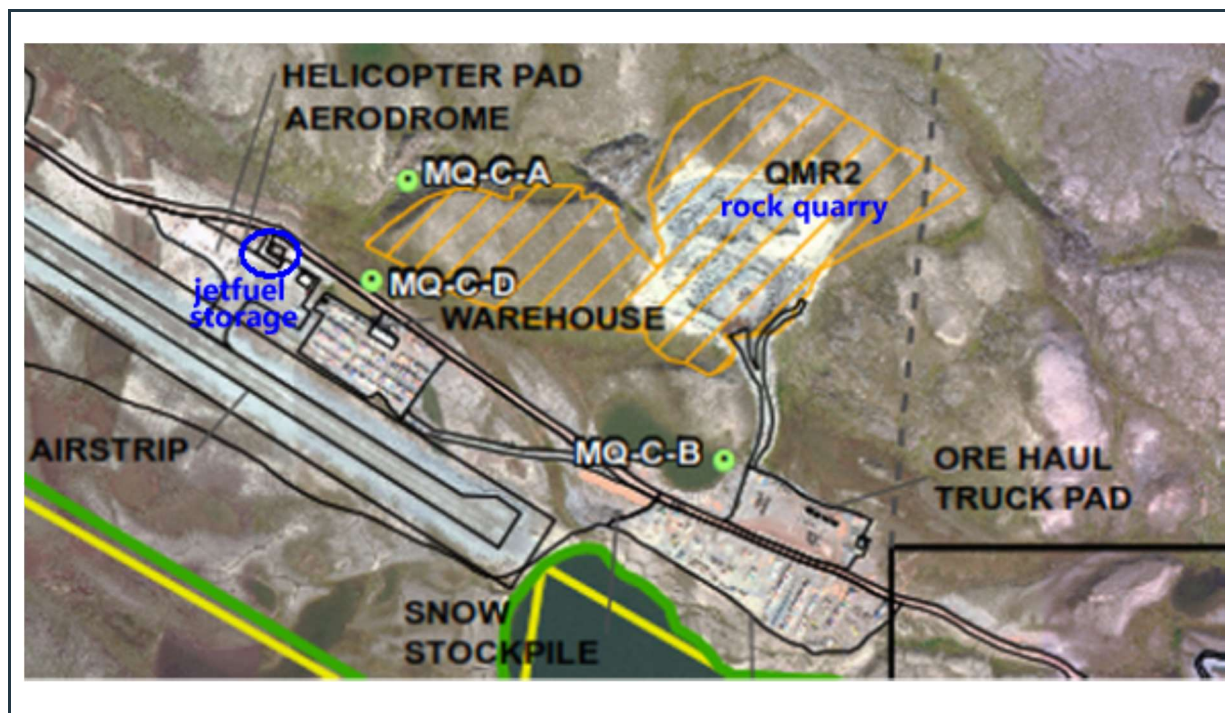 HELICOPTER PAD
AERODROME
MQ-C-A
QMR2
rock quarry
MQ-C-D
jetfuel
storage
WAREHOUSE
AIRSTRIP
MQ-C-B
ORE HAUL
TRUCK PAD
SNOW
STOCKPILE